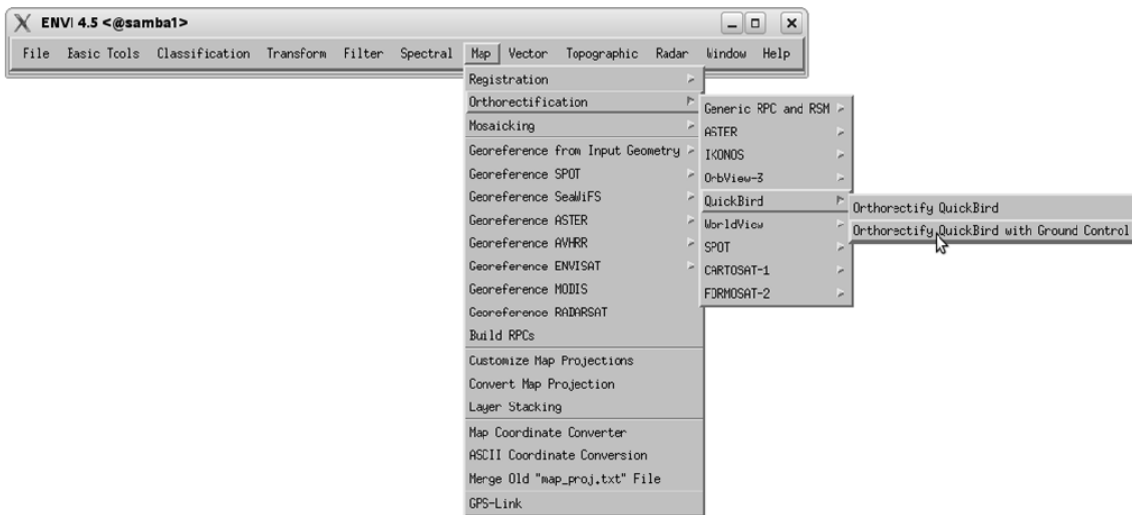 ENVI 4.5 <@samba1>
File Basic Tools Classification Transform Filter Spectral Map Vector Topographic Radar Window Help
Registration
Orthorectification
Mosaicking
Georeference from Input Geometry
Georeference SPOT
Georeference SeaWiFS
Georeference ASTER
Georeference AVHRR
Georeference ENVISAT
Georeference MODIS
Georeference RADARSAT
Build RPCs
Customize Map Projections
Convert Map Projection
Layer Stacking
Map Coordinate Converter
ASCII Coordinate Conversion
Merge Old "map_proj.txt" File
GPS-Link
Generic RPC and RSM
ASTER
IKONOS
OrbView-3
QuickBird
WorldView
SPOT
CARTOSAT-1
FORMOSAT-2
Orthorectify QuickBird
Orthorectify QuickBird with Ground Control